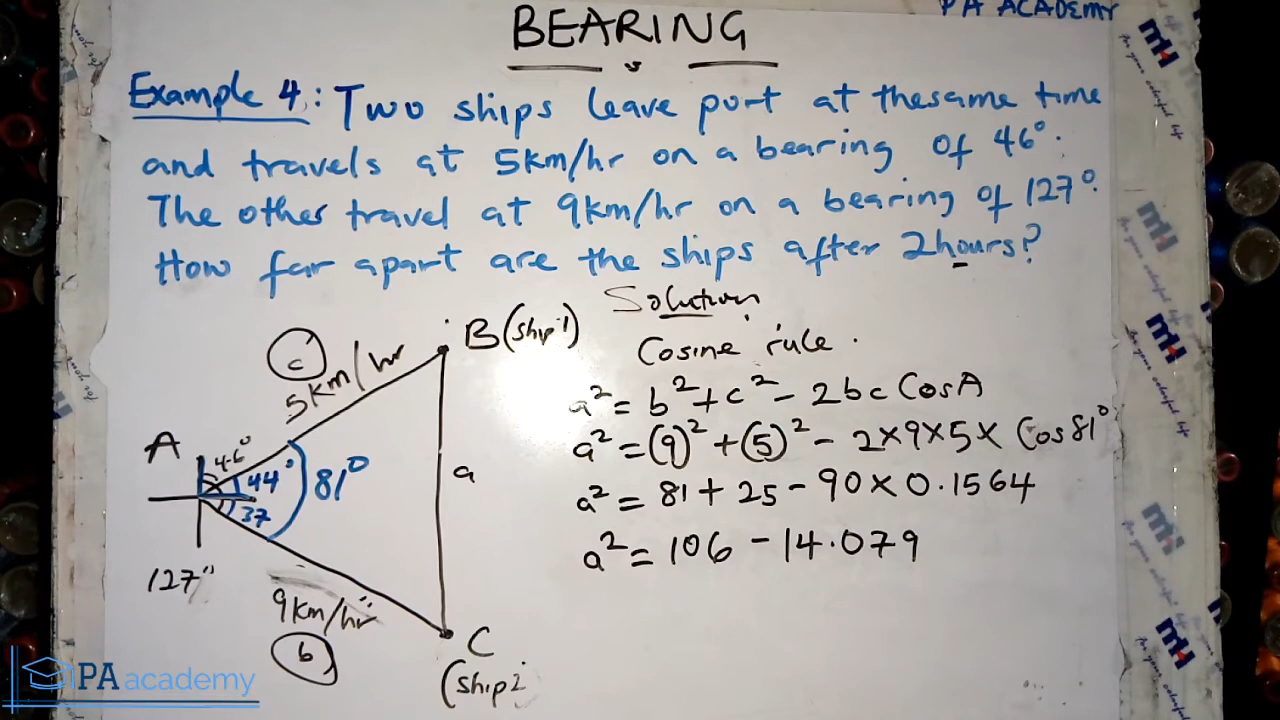 PA ACADEMY
BEARING
Example 4: Two ships leave port at thesame time
and travels at 5km/hr on a bearing of 46°.
The other travel at 9km/hr on a bearing of 127°.
How far apart are the ships after 2hours?
Solution
Cosine rule.
a² = b² + c² - 2bc CosA
a² = (9)² + (5)² - 2×9×5× Cos81°
a² = 81 + 25 - 90 × 0.1564
a² = 106 - 14.079
B (ship 1)
c
5km/hr
A
46°
44°
81°
a
37
127°
9km/hr
b
C
(ship 2
PA academy
mtn